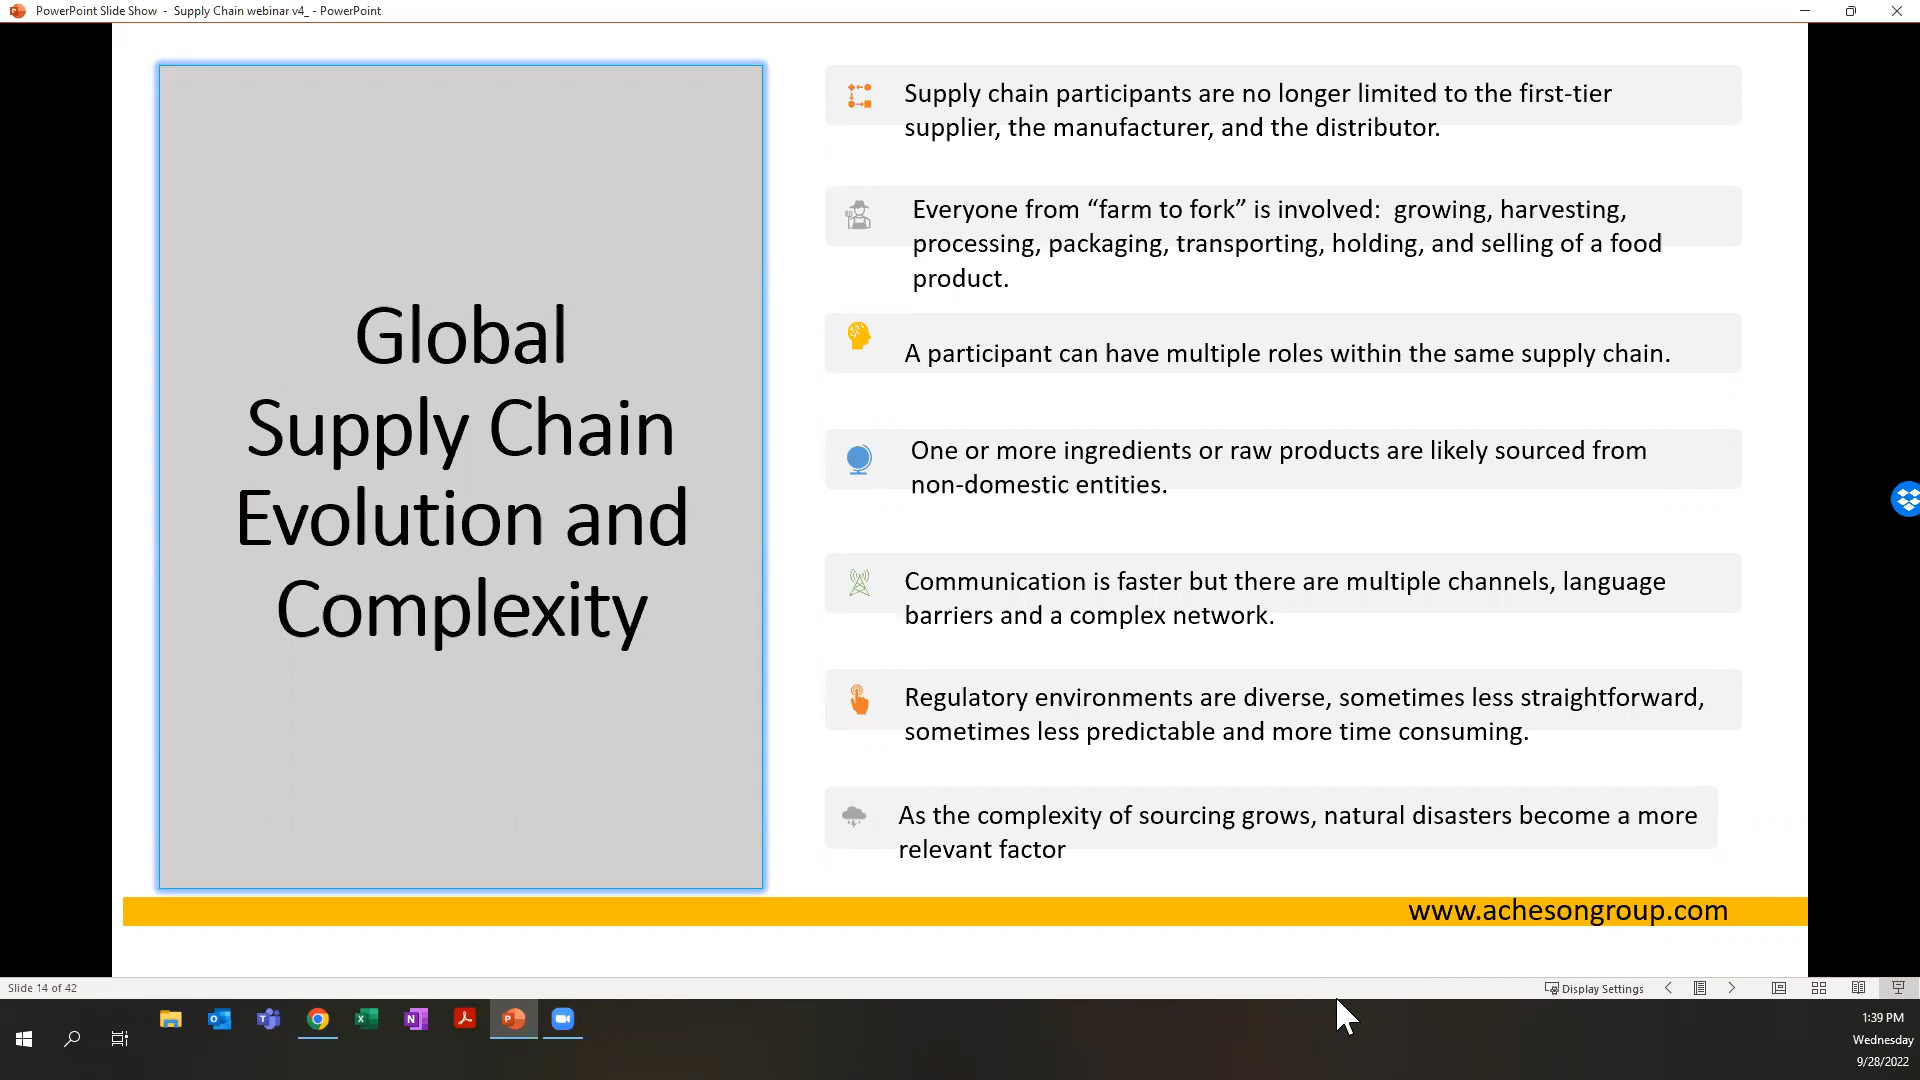 PowerPoint Slide Show - Supply Chain webinar v4_ - PowerPoint
Global
Supply Chain
Evolution and
Complexity
Supply chain participants are no longer limited to the first-tier
supplier, the manufacturer, and the distributor.
Everyone from “farm to fork” is involved:  growing, harvesting,
processing, packaging, transporting, holding, and selling of a food
product.
A participant can have multiple roles within the same supply chain.
One or more ingredients or raw products are likely sourced from
non-domestic entities.
Communication is faster but there are multiple channels, language
barriers and a complex network.
Regulatory environments are diverse, sometimes less straightforward,
sometimes less predictable and more time consuming.
As the complexity of sourcing grows, natural disasters become a more
relevant factor
www.achesongroup.com
Slide 14 of 42
Display Settings
1:39 PM
Wednesday
9/28/2022